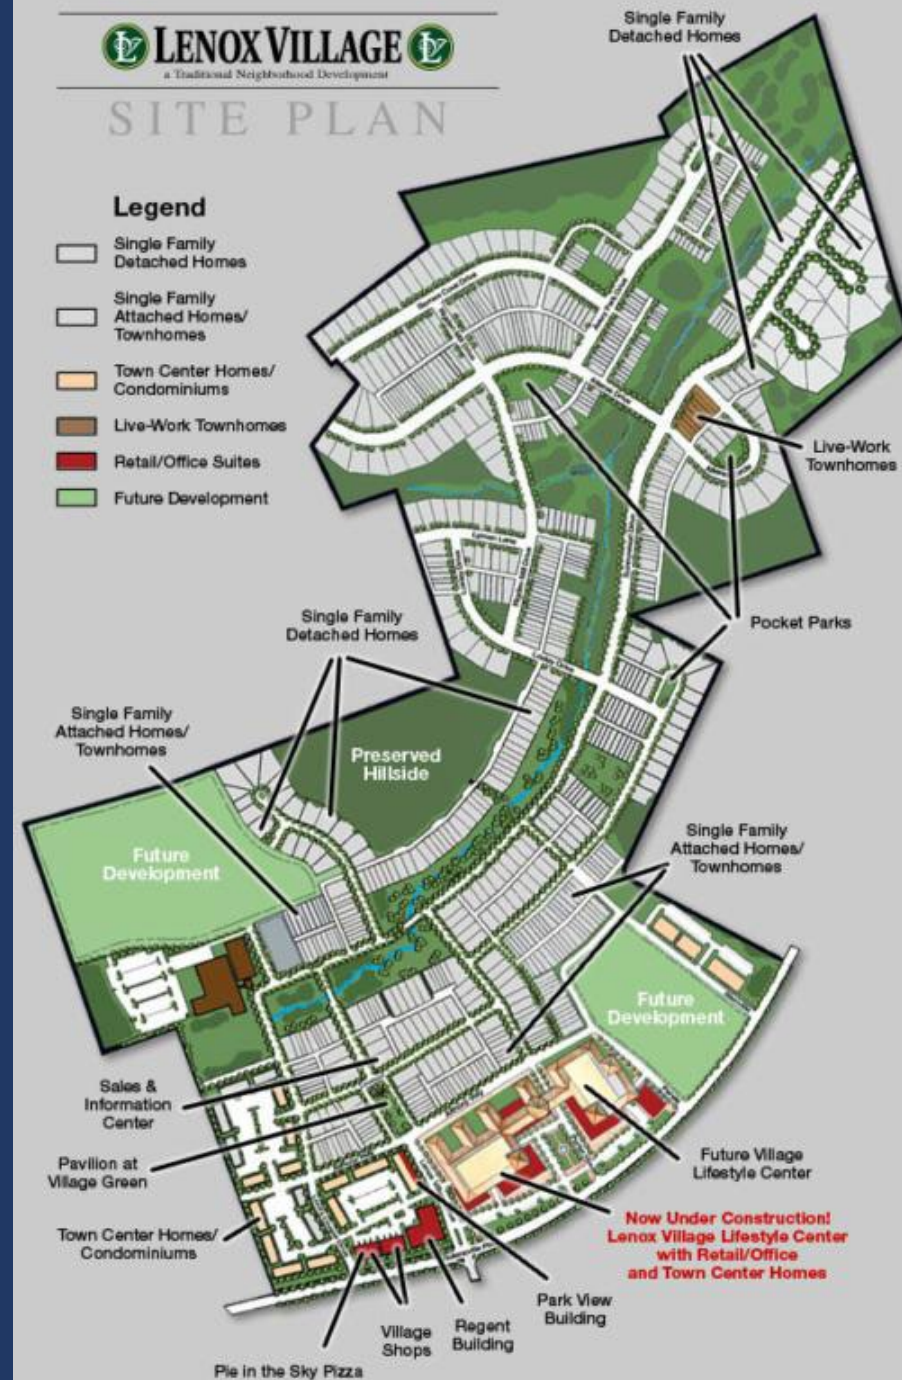 LENOX VILLAGE
a Traditional Neighborhood Development
SITE PLAN
Legend
Single Family
Detached Homes
Single Family
Attached Homes/
Townhomes
Town Center Homes/
Condominiums
Live-Work Townhomes
Retail/Office Suites
Future Development
Single Family
Detached Homes
Live-Work
Townhomes
Pocket Parks
Single Family
Detached Homes
Single Family
Attached Homes/
Townhomes
Preserved
Hillside
Future
Development
Single Family
Attached Homes/
Townhomes
Future
Development
Sales &
Information
Center
Pavilion at
Village Green
Town Center Homes/
Condominiums
Pie in the Sky Pizza
Village
Shops
Regent
Building
Park View
Building
Future Village
Lifestyle Center
Now Under Construction!
Lenox Village Lifestyle Center
with Retail/Office
and Town Center Homes